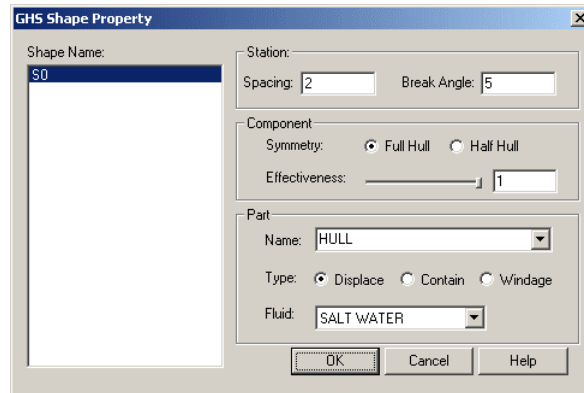 GHS Shape Property
Shape Name:
S0
Station:
Spacing: 2 Break Angle: 5
Component
Symmetry: Full Hull Half Hull
Effectiveness: 1
Part
Name: HULL
Type: Displace Contain Windage
Fluid: SALT WATER
OK Cancel Help